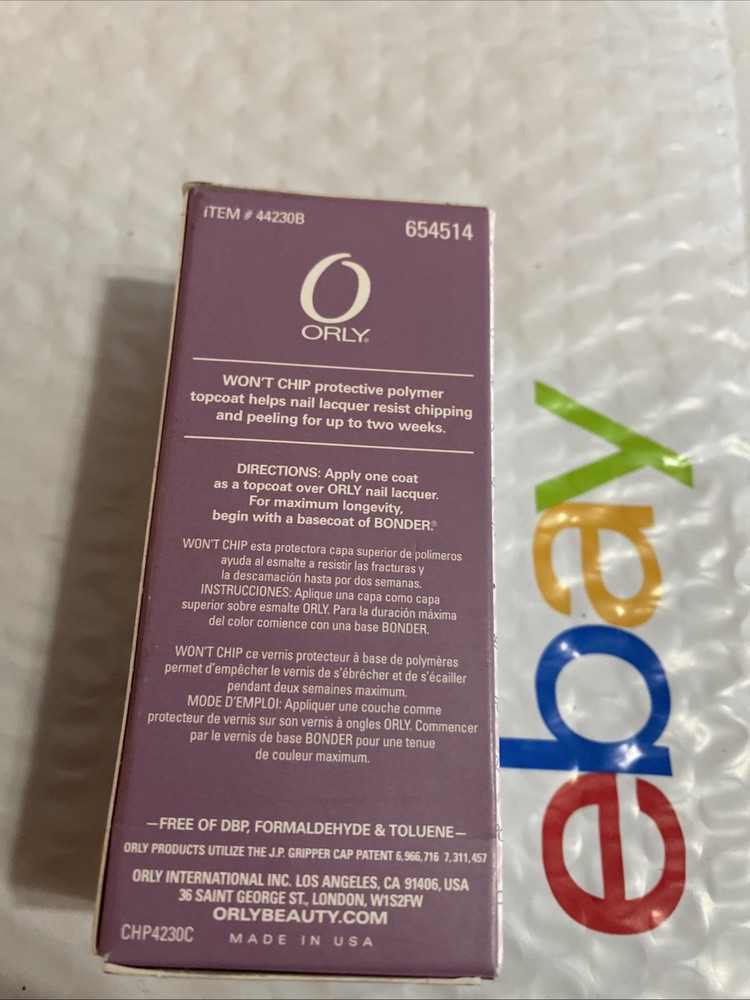 ITEM # 44230B
654514
O
ORLY®
WON'T CHIP protective polymer
topcoat helps nail lacquer resist chipping
and peeling for up to two weeks.
DIRECTIONS: Apply one coat
as a topcoat over ORLY nail lacquer.
For maximum longevity,
begin with a basecoat of BONDER.®
WON'T CHIP esta protectora capa superior de polímeros
ayuda al esmalte a resistir las fracturas y
la descamación hasta por dos semanas.
INSTRUCCIONES: Aplique una capa como capa
superior sobre esmalte ORLY. Para la duración máxima
del color comience con una base BONDER.
WON'T CHIP ce vernis protecteur à base de polymères
permet d'empêcher le vernis de s'ébrécher et de s'écailler
pendant deux semaines maximum.
MODE D'EMPLOI: Appliquer une couche comme
protecteur de vernis sur son vernis à ongles ORLY. Commencer
par le vernis de base BONDER pour une tenue
de couleur maximum.
—FREE OF DBP, FORMALDEHYDE & TOLUENE—
ORLY PRODUCTS UTILIZE THE J.P. GRIPPER CAP PATENT 6,966,716 7,311,457
ORLY INTERNATIONAL INC. LOS ANGELES, CA 91406, USA
36 SAINT GEORGE ST., LONDON, W1S2FW
ORLYBEAUTY.COM
CHP4230C
MADE IN USA
ebay